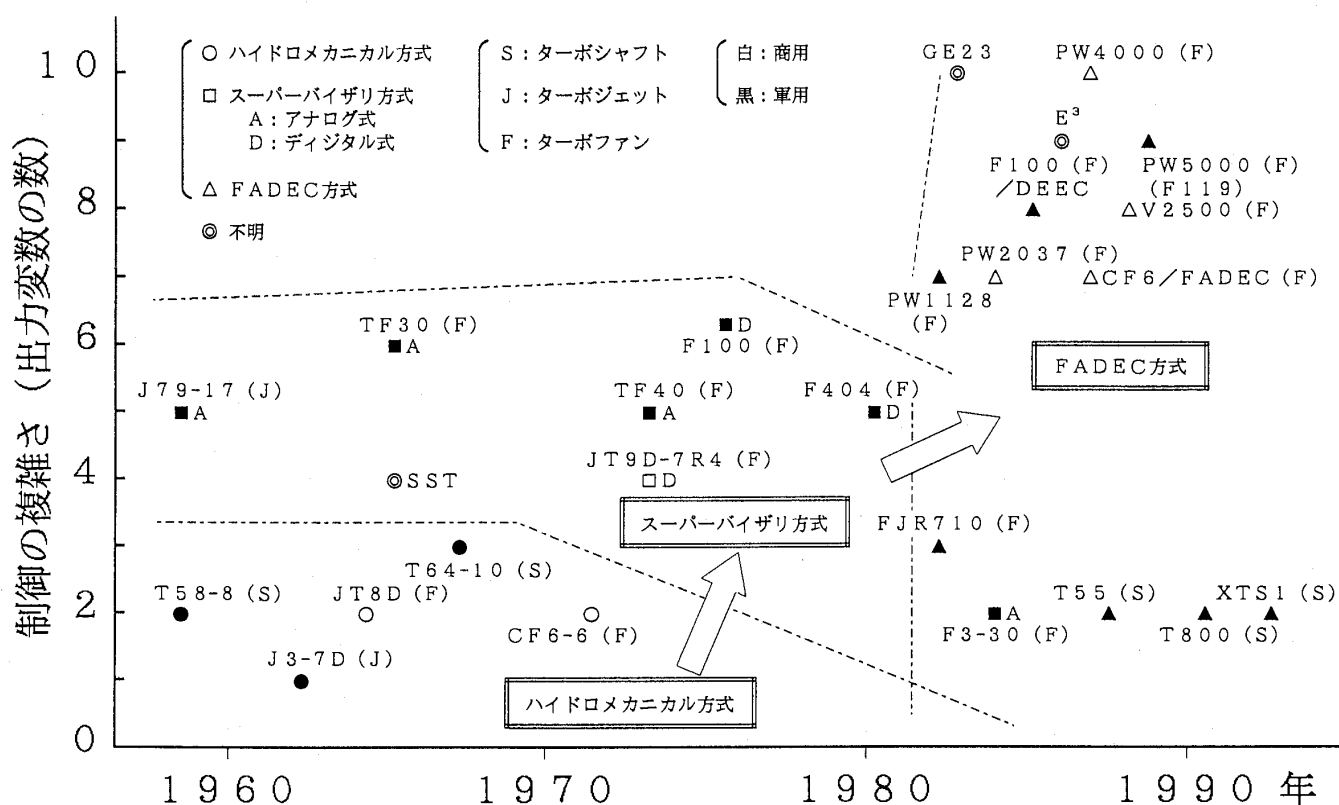 制御の複雑さ（出力変数の数）
10
8
6
4
2
0
○ ハイドロメカニカル方式
□ スーパーバイザリ方式
A：アナログ式
D：ディジタル式
△ FADEC方式
◎ 不明
S：ターボシャフト
J：ターボジェット
F：ターボファン
白：商用
黒：軍用
GE23
PW4000 (F)
E³
F100 (F)
/DEEC
PW5000 (F)
(F119)
V2500 (F)
PW2037 (F)
CF6/FADEC (F)
PW1128
(F)
TF30 (F)
A
D
F100 (F)
FADEC方式
J79-17 (J)
A
TF40 (F)
A
F404 (F)
D
JT9D-7R4 (F)
D
SST
スーパーバイザリ方式
FJR710 (F)
T64-10 (S)
T58-8 (S)
JT8D (F)
CF6-6 (F)
J3-7D (J)
A
F3-30 (F)
T55 (S)
XTS1 (S)
T800 (S)
ハイドロメカニカル方式
1960
1970
1980
1990 年